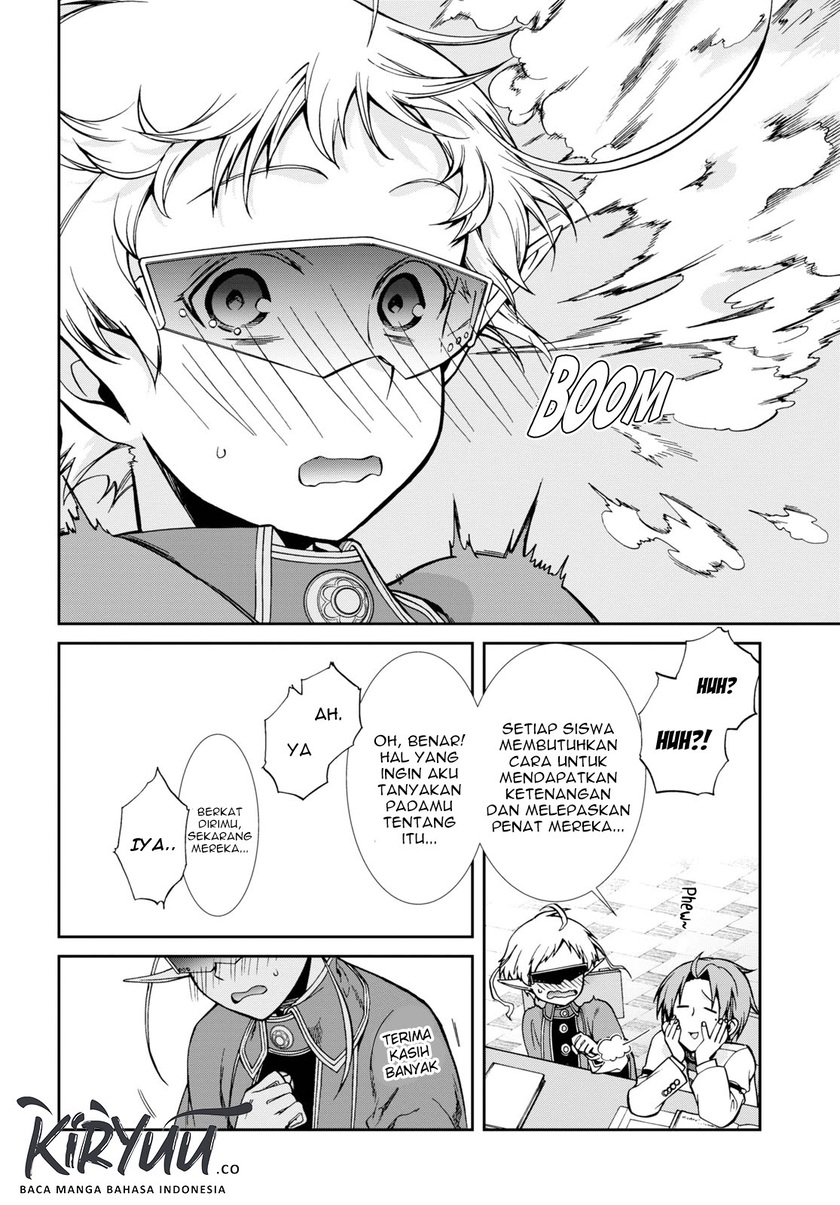 BOOM
HUH?
HUH?!
SETIAP SISWA
MEMBUTUHKAN
CARA UNTUK
MENDAPATKAN
KETENANGAN
DAN MELEPASKAN
PENAT MEREKA...
Phew~
OH, BENAR!
HAL YANG
INGIN AKU
TANYAKAN
PADAMU
TENTANG
ITU...
AH.
YA
BERKAT
DIRIMU,
SEKARANG
MEREKA...
IYA..
TERIMA
KASIH
BANYAK
KIRYUU.CO
BACA MANGA BAHASA INDONESIA